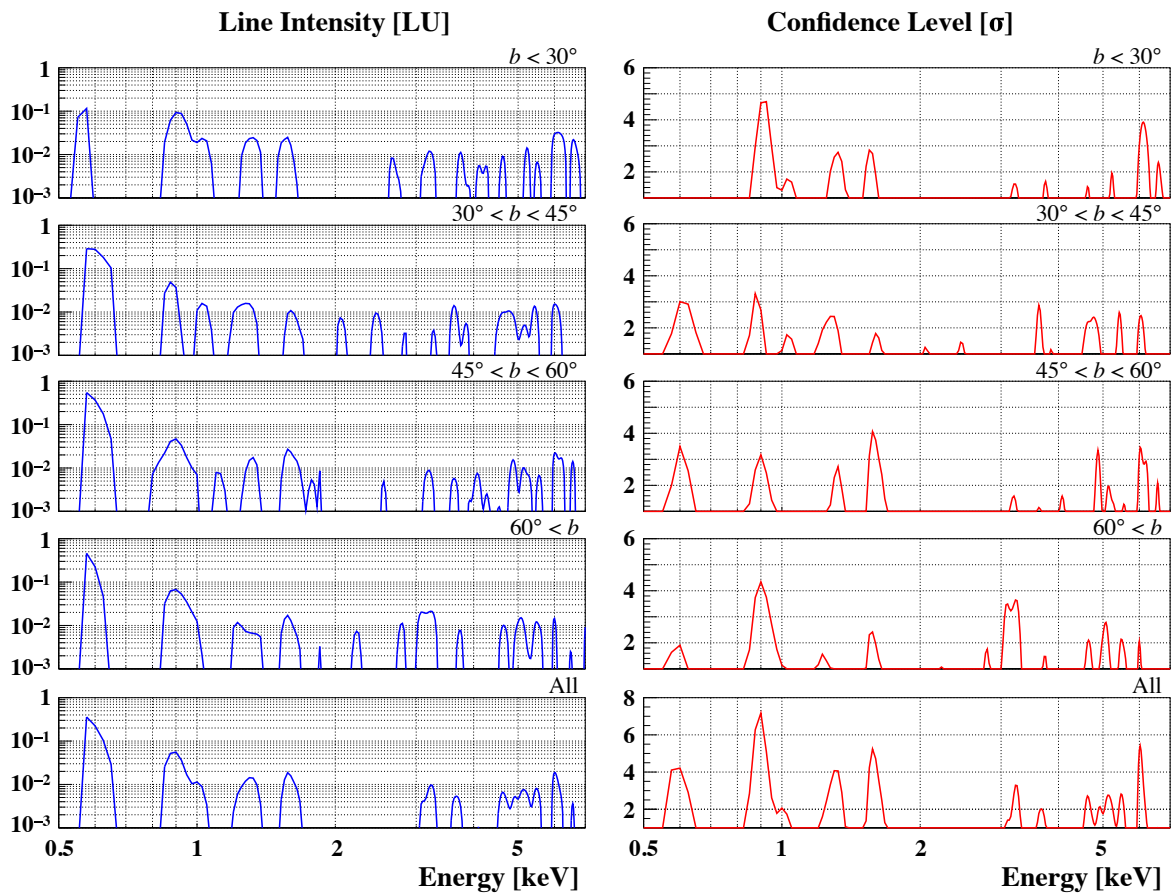 Line Intensity [LU]
b < 30°
1
10⁻¹
10⁻²
10⁻³
30° < b < 45°
1
10⁻¹
10⁻²
10⁻³
45° < b < 60°
1
10⁻¹
10⁻²
10⁻³
60° < b
1
10⁻¹
10⁻²
10⁻³
All
1
10⁻¹
10⁻²
10⁻³
0.5 1 2 5
Energy [keV]
Confidence Level [σ]
b < 30°
6
4
2
30° < b < 45°
6
4
2
45° < b < 60°
6
4
2
60° < b
6
4
2
All
8
6
4
2
0.5 1 2 5
Energy [keV]